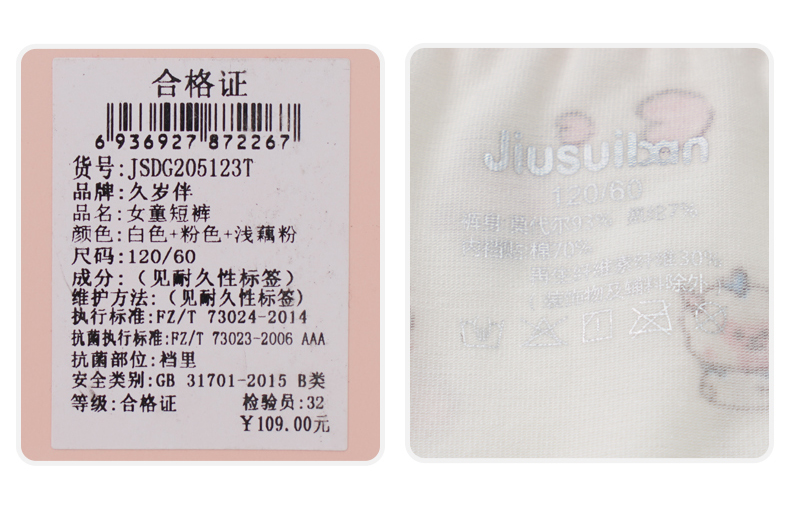 合格证
6 936927 872267
货号:JSDG205123T
品牌:久岁伴
品名:女童短裤
颜色:白色+粉色+浅藕粉
尺码:120/60
成分:（见耐久性标签）
维护方法:（见耐久性标签）
执行标准:FZ/T 73024-2014
抗菌执行标准:FZ/T 73023-2006 AAA
抗菌部位:裆里
安全类别:GB 31701-2015 B类
等级:合格证 检验员:32
￥109.00元
Jiusuiban
120/60
除外